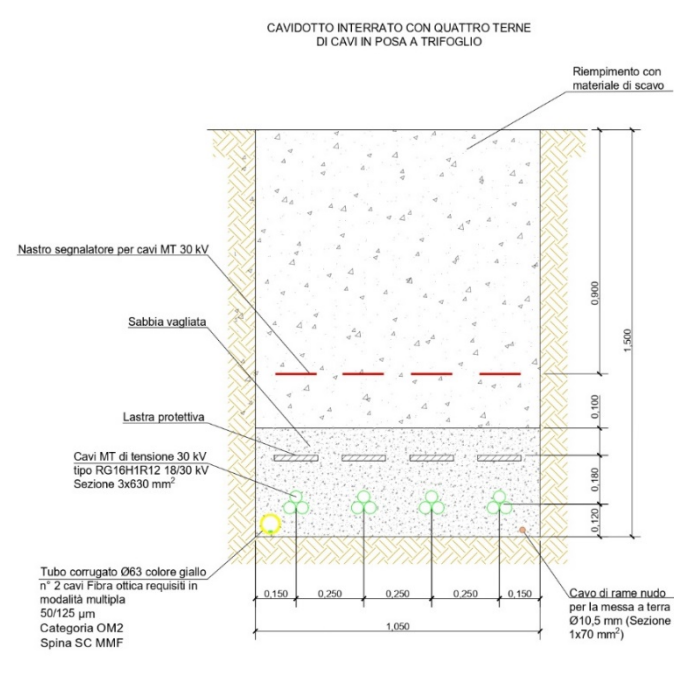 CAVIDOTTO INTERRATO CON QUATTRO TERNE
DI CAVI IN POSA A TRIFOGLIO
Riempimento con
materiale di scavo
Nastro segnalatore per cavi MT 30 kV
Sabbia vagliata
Lastra protettiva
Cavi MT di tensione 30 kV
tipo RG16H1R12 18/30 kV
Sezione 3x630 mm²
Tubo corrugato Ø63 colore giallo
n° 2 cavi Fibra ottica requisiti in
modalità multipla
50/125 µm
Categoria OM2
Spina SC MMF
0,900
1,500
0,100
0,180
0,120
0,150
0,250
0,250
0,250
0,150
1,050
Cavo di rame nudo
per la messa a terra
Ø10,5 mm (Sezione
1x70 mm²)